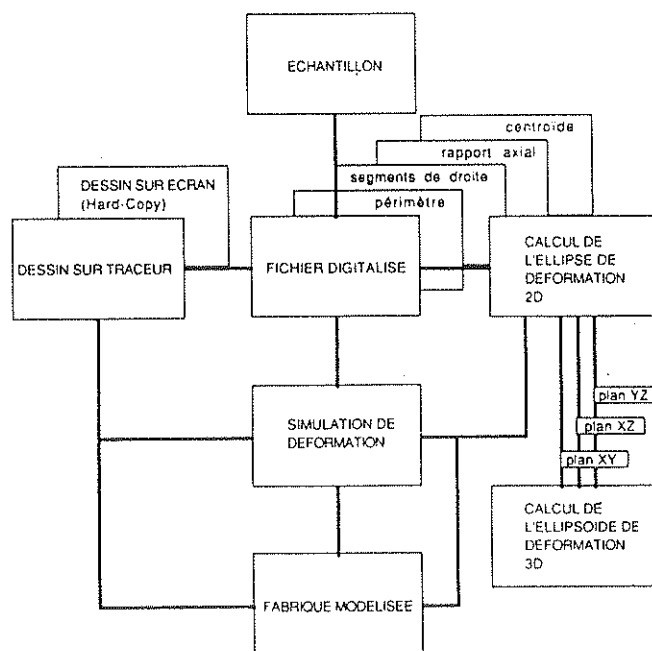 ECHANTILLON
centroïde
rapport axial
segments de droite
périmètre
DESSIN SUR ECRAN
(Hard-Copy)
DESSIN SUR TRACEUR
FICHIER DIGITALISE
CALCUL DE
L'ELLIPSE DE
DEFORMATION
2D
plan YZ
plan XZ
plan XY
SIMULATION DE
DEFORMATION
CALCUL DE
L'ELLIPSOIDE DE
DEFORMATION
3D
FABRIQUE MODELISEE